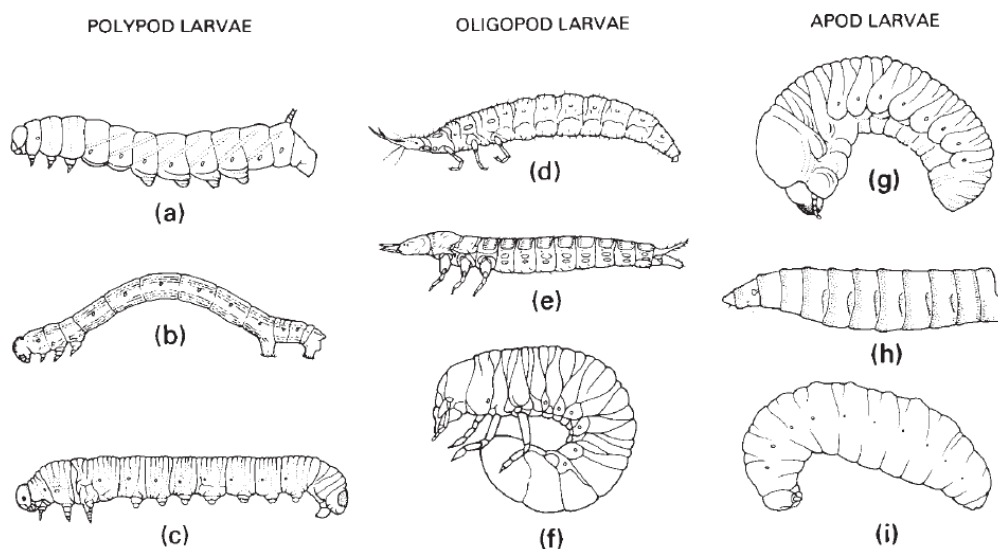 POLYPOD LARVAE
(a)
(b)
(c)
OLIGOPOD LARVAE
(d)
(e)
(f)
APOD LARVAE
(g)
(h)
(i)